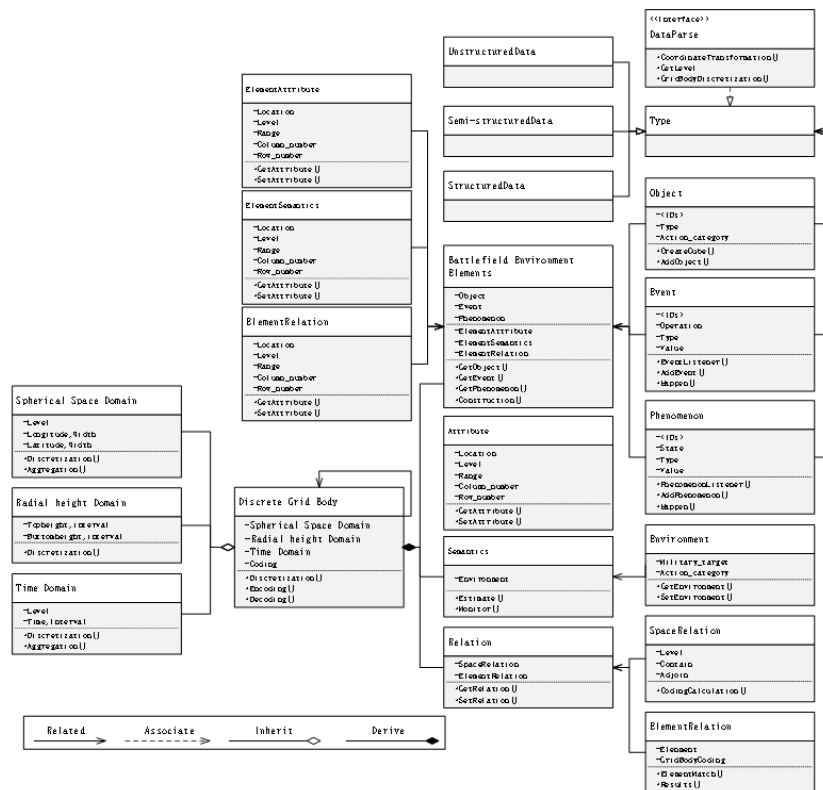 <<interface>>
DataParse
+CoordinateTransformation()
+GetLevel
+GridBodyDiscretization()
UnstructuredData
Semi-structuredData
StructuredData
Type
ElementAttribute
-Location
-Level
-Range
-Column_number
-Row_number
+GetAttribute()
+SetAttribute()
ElementSemantics
-Location
-Level
-Range
-Column_number
-Row_number
+GetAttribute()
+SetAttribute()
ElementRelation
-Location
-Level
-Range
-Column_number
-Row_number
+GetAttribute()
+SetAttribute()
Battlefield Environment
Elements
-Object
-Event
-Phenomenon
-ElementAttribute
-ElementSemantics
-ElementRelation
+GetObject()
+GetEvent()
+GetPhenomenon()
+Construction()
Object
-<IDs>
-Type
-Action_category
+CreateCube()
+AddObject()
Event
-<IDs>
-Operation
-Type
-Value
+EventListener()
+AddEvent()
+Happen()
Phenomenon
-<IDs>
-State
-Type
-Value
+PhenomenonListener()
+AddPhenomenon()
+Happen()
Spherical Space Domain
-Level
-Longitude,Width
-Latitude,Width
+Discretization()
+Aggregation()
Radial height Domain
-Topheight,interval
-Buttonheight,interval
+Discretization()
Time Domain
-Level
-Time,Interval
+Discretization()
+Aggregation()
Discrete Grid Body
-Spherical Space Domain
-Radial height Domain
-Time Domain
-Coding
+Discretization()
+Encoding()
+Decoding()
Attribute
-Location
-Level
-Range
-Column_number
-Row_number
+GetAttribute()
+SetAttribute()
Semantics
-Environment
+Estimate()
+Monitor()
Relation
-SpaceRelation
-ElementRelation
+GetRelation()
+SetRelation()
Environment
-Military_target
-Action_category
+GetEnvironment()
+SetEnvironment()
SpaceRelation
-Level
-Contain
-Adjoin
+CodingCalculation()
ElementRelation
-Element
-GridBodyCoding
+ElementMatch()
+Results()
Related
Associate
Inherit
Derive